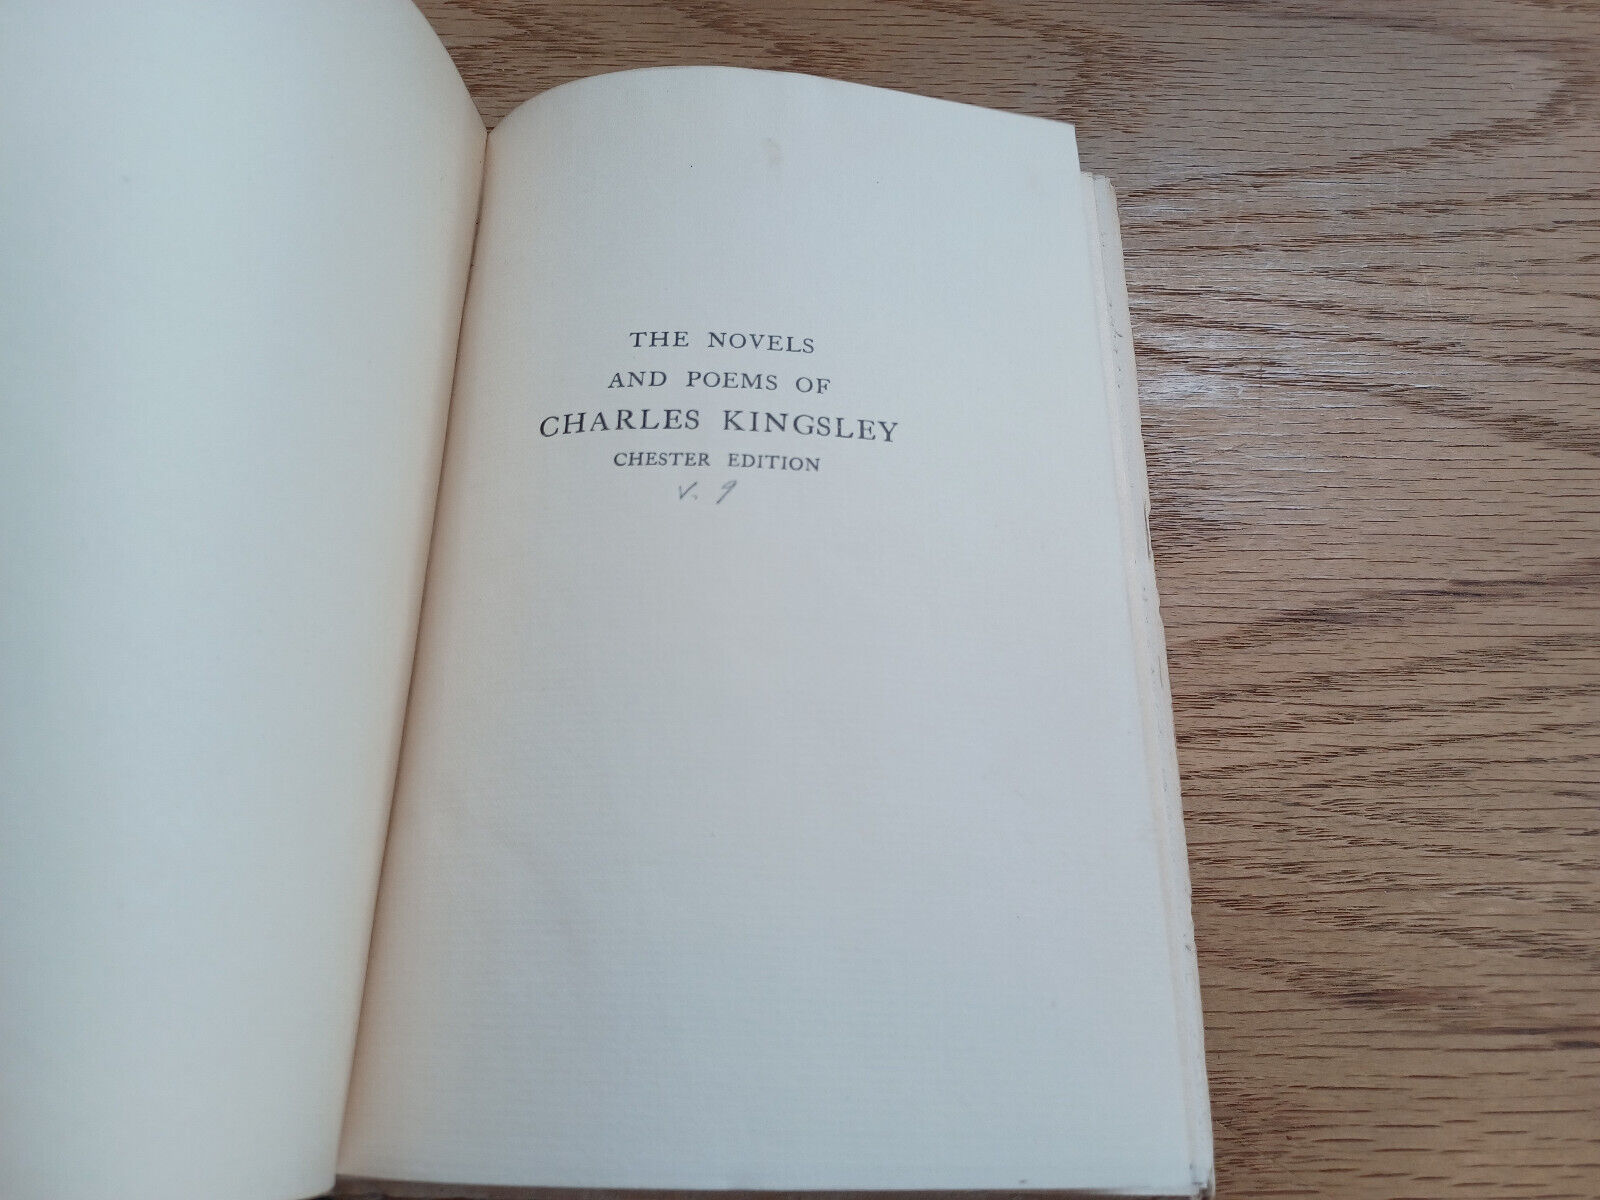 THE NOVELS
AND POEMS OF
CHARLES KINGSLEY
CHESTER EDITION
v. 9